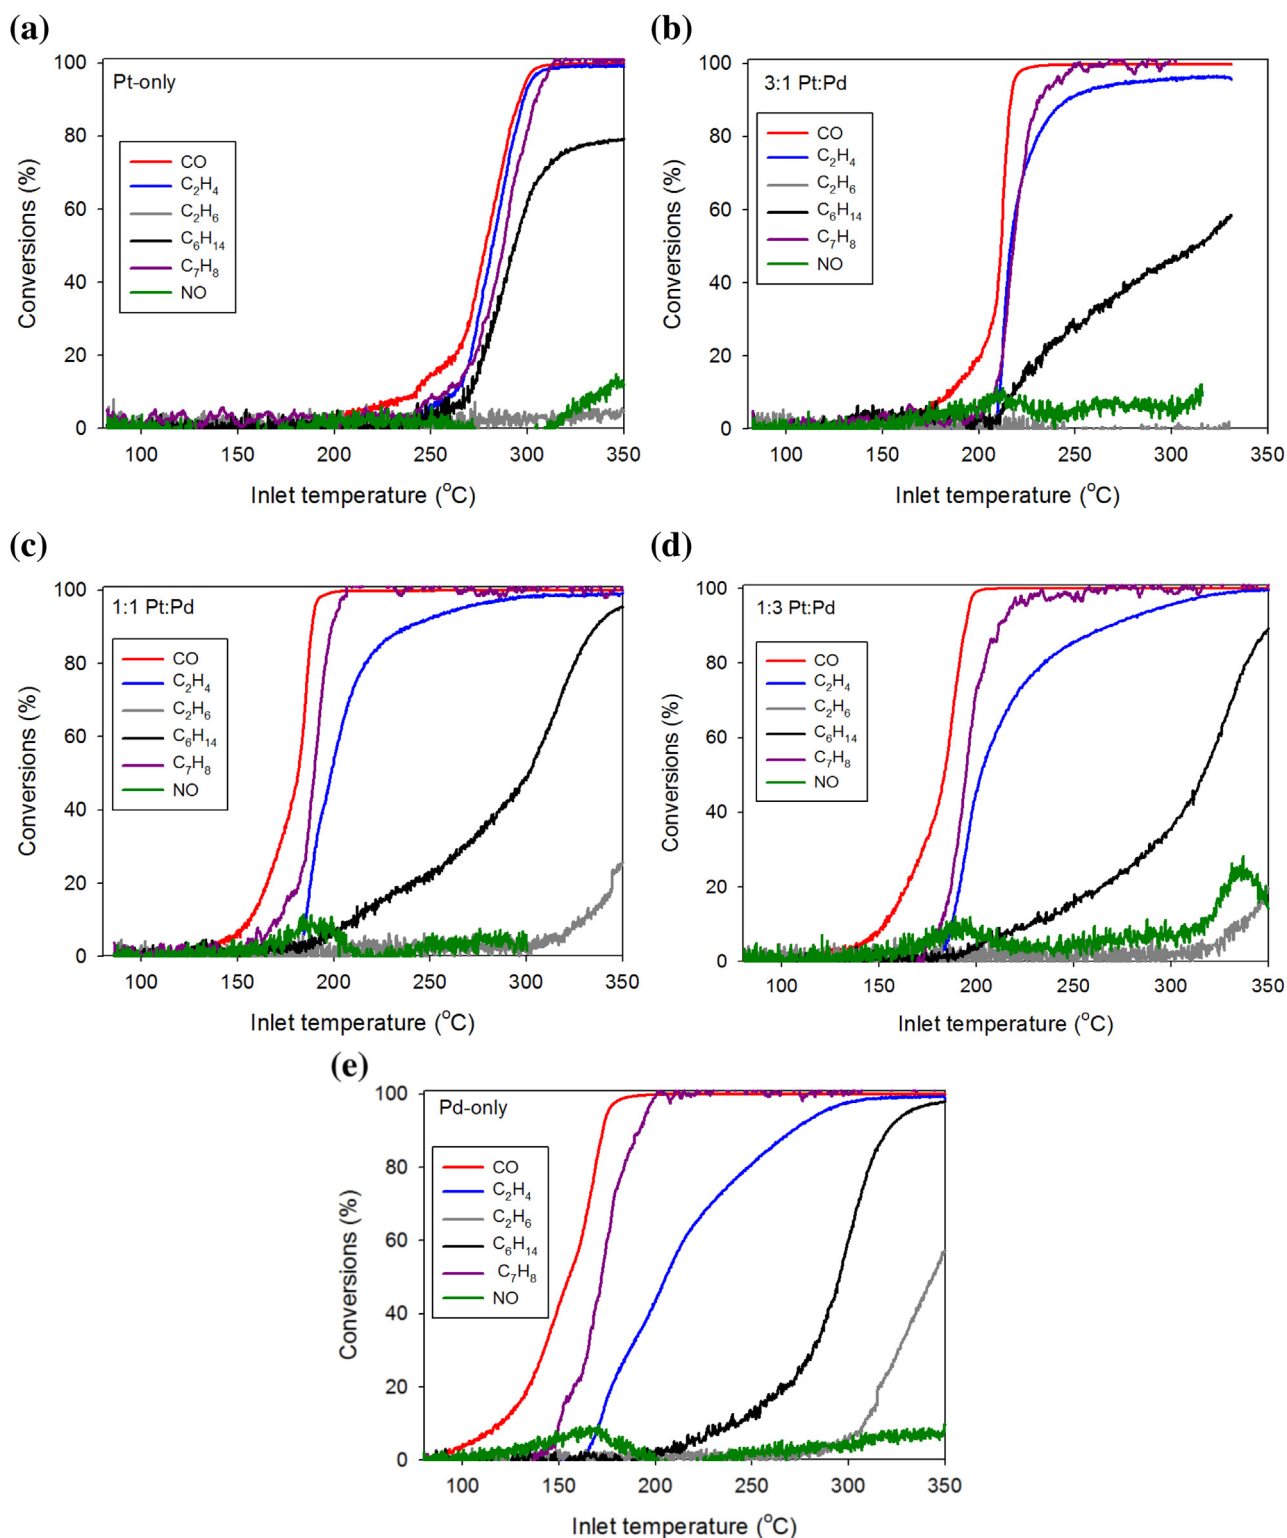 (a)
Pt-only
CO
C2H4
C2H6
C6H14
C7H8
NO
Conversions (%)
100
80
60
40
20
0
100 150 200 250 300 350
Inlet temperature (°C)
(b)
3:1 Pt:Pd
CO
C2H4
C2H6
C6H14
C7H8
NO
Conversions (%)
100
80
60
40
20
0
100 150 200 250 300 350
Inlet temperature (°C)
(c)
1:1 Pt:Pd
CO
C2H4
C2H6
C6H14
C7H8
NO
Conversions (%)
100
80
60
40
20
0
100 150 200 250 300 350
Inlet temperature (°C)
(d)
1:3 Pt:Pd
CO
C2H4
C2H6
C6H14
C7H8
NO
Conversions (%)
100
80
60
40
20
0
100 150 200 250 300 350
Inlet temperature (°C)
(e)
Pd-only
CO
C2H4
C2H6
C6H14
C7H8
NO
Conversions (%)
100
80
60
40
20
0
100 150 200 250 300 350
Inlet temperature (°C)